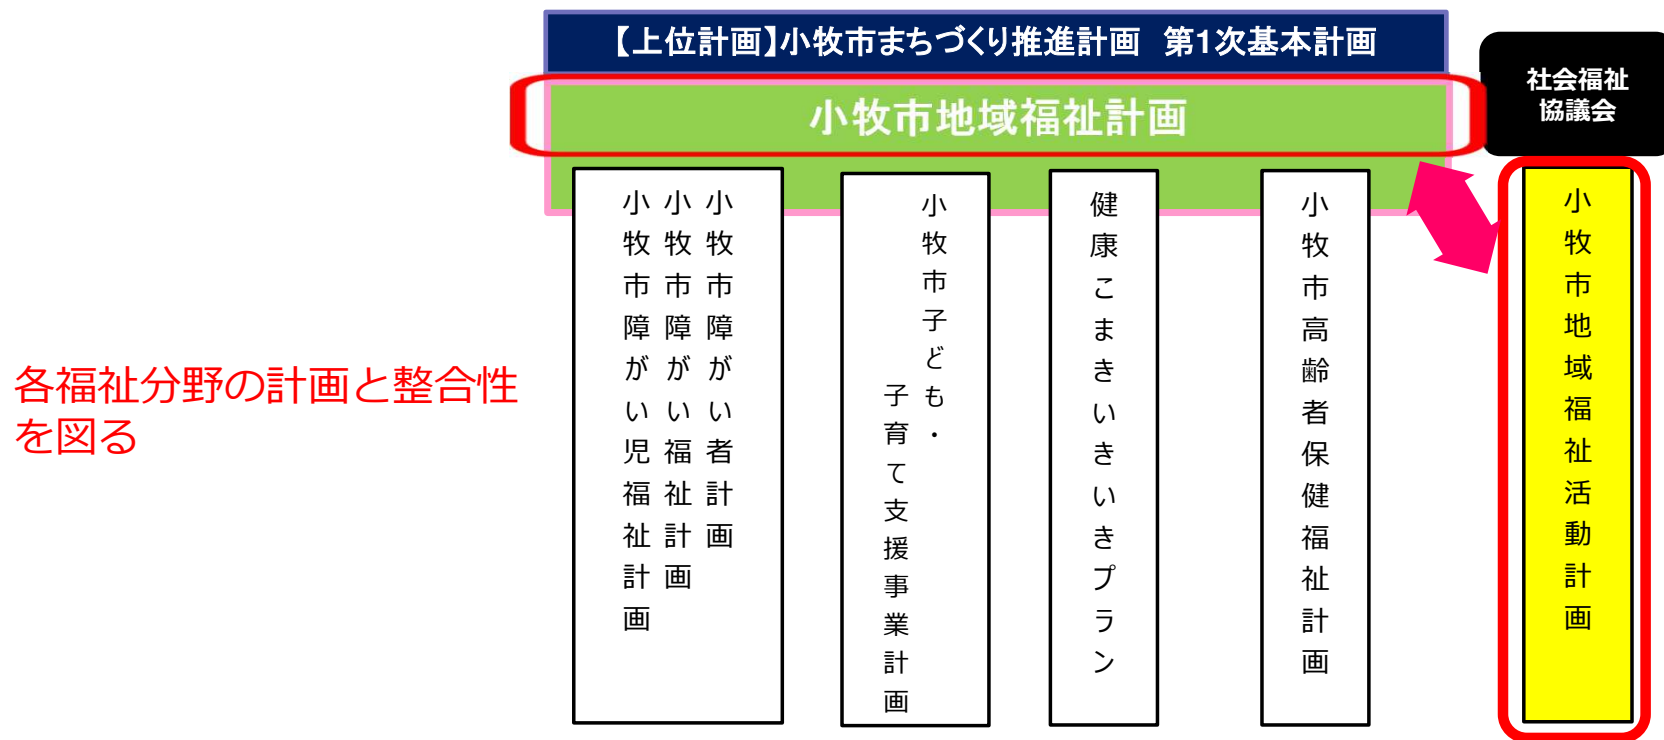 【上位計画】小牧市まちづくり推進計画　第1次基本計画
小牧市地域福祉計画
社会福祉
協議会
小牧市障がい者計画
小牧市障がい福祉計画
小牧市障がい児福祉計画
小牧市子ども・
子育て支援事業計画
健康こまきいきいきプラン
小牧市高齢者保健福祉計画
小牧市地域福祉活動計画
各福祉分野の計画と整合性
を図る